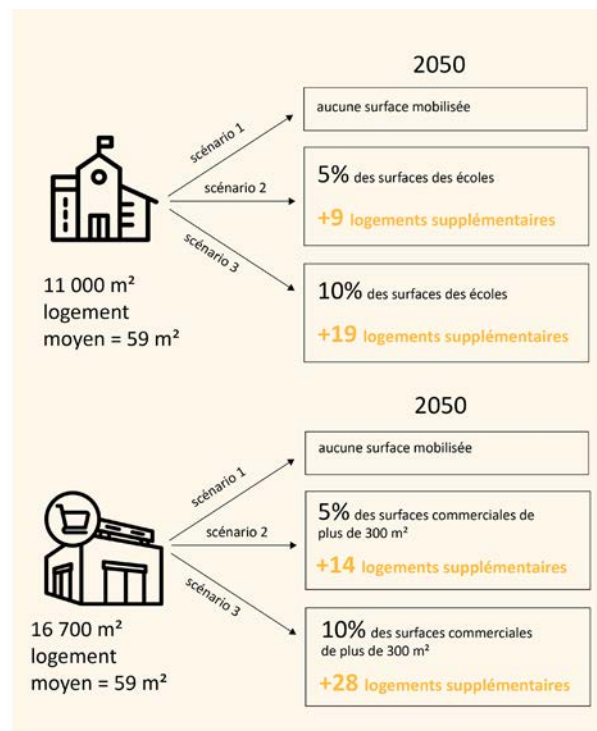 2050
scénario 1
aucune surface mobilisée
scénario 2
5% des surfaces des écoles
+9 logements supplémentaires
scénario 3
10% des surfaces des écoles
+19 logements supplémentaires
11 000 m²
logement
moyen = 59 m²
2050
scénario 1
aucune surface mobilisée
scénario 2
5% des surfaces commerciales de
plus de 300 m²
+14 logements supplémentaires
scénario 3
10% des surfaces commerciales
de plus de 300 m²
+28 logements supplémentaires
16 700 m²
logement
moyen = 59 m²